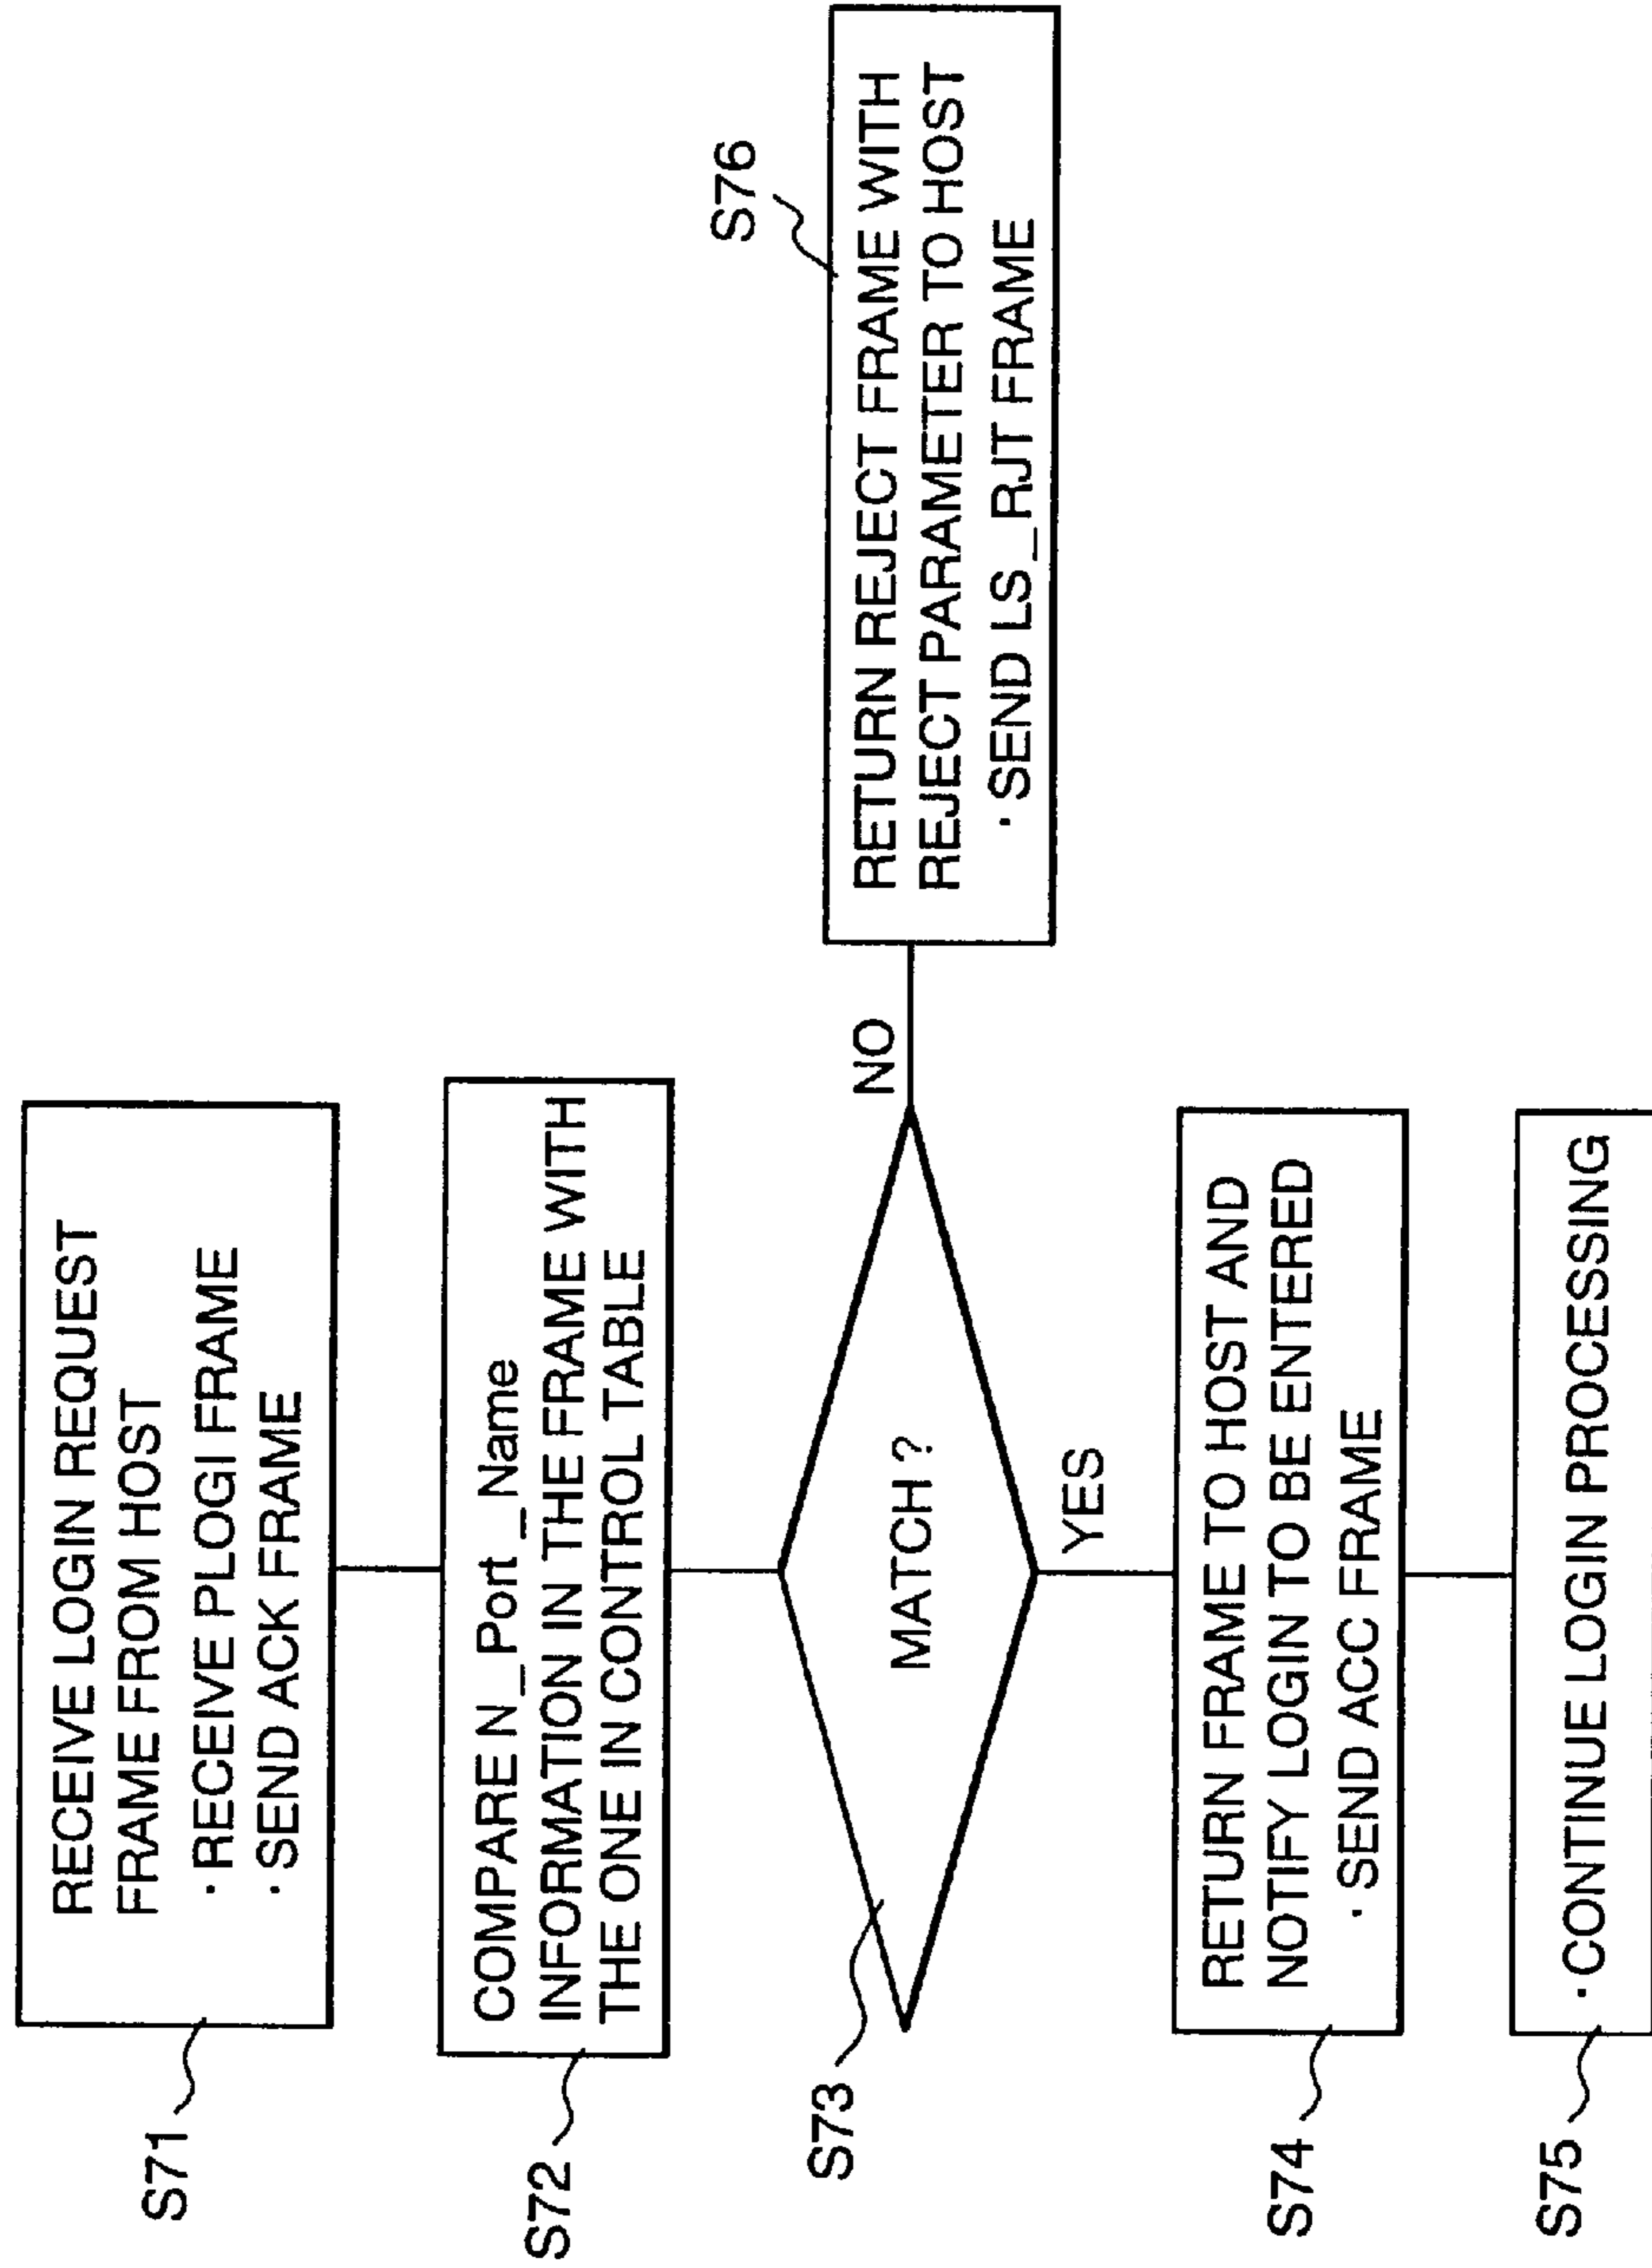 S71
RECEIVE LOGIN REQUEST
FRAME FROM HOST
· RECEIVE PLOGI FRAME
· SEND ACK FRAME
S72
COMPARE N_Port_Name
INFORMATION IN THE FRAME WITH
THE ONE IN CONTROL TABLE
S73
MATCH ?
NO
S76
RETURN REJECT FRAME WITH
REJECT PARAMETER TO HOST
· SEND LS_RJT FRAME
YES
S74
RETURN FRAME TO HOST AND
NOTIFY LOGIN TO BE ENTERED
· SEND ACC FRAME
S75
· CONTINUE LOGIN PROCESSING